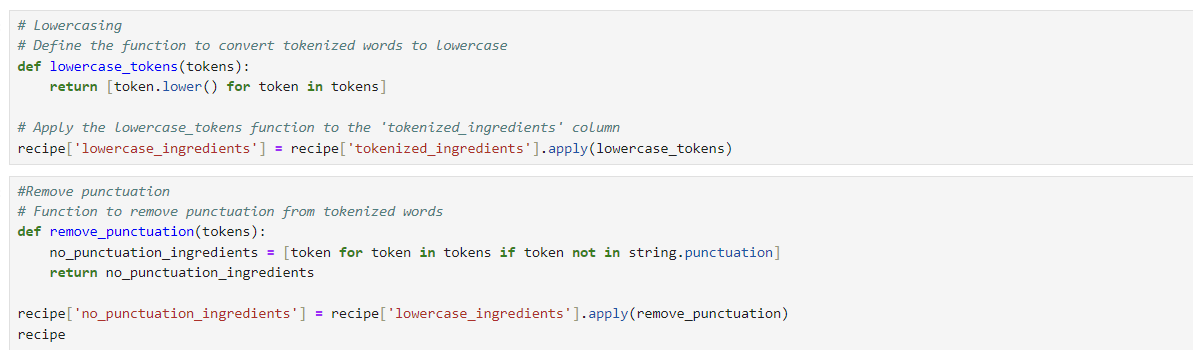 # Lowercasing
# Define the function to convert tokenized words to lowercase
def lowercase_tokens(tokens):
    return [token.lower() for token in tokens]
# Apply the lowercase_tokens function to the 'tokenized_ingredients' column
recipe['lowercase_ingredients'] = recipe['tokenized_ingredients'].apply(lowercase_tokens)
#Remove punctuation
# Function to remove punctuation from tokenized words
def remove_punctuation(tokens):
    no_punctuation_ingredients = [token for token in tokens if token not in string.punctuation]
    return no_punctuation_ingredients
recipe['no_punctuation_ingredients'] = recipe['lowercase_ingredients'].apply(remove_punctuation)
recipe